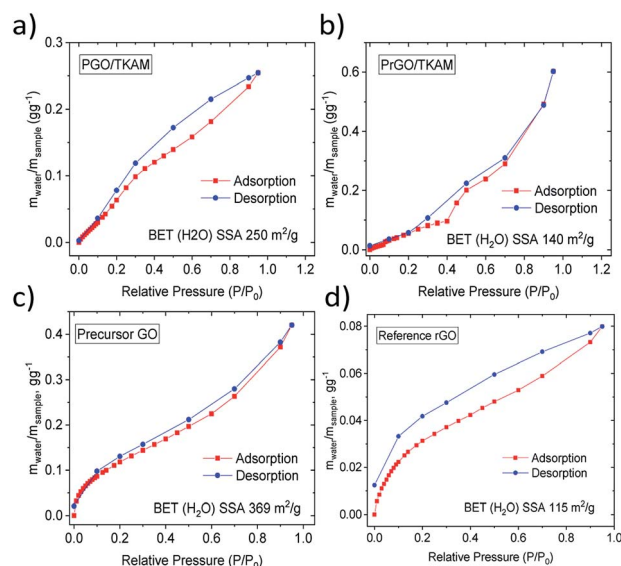 a)
PGO/TKAM
0.3
0.2
0.1
0.0
m_water/m_sample (gg⁻¹)
Adsorption
Desorption
BET (H2O) SSA 250 m²/g
0.0 0.2 0.4 0.6 0.8 1.0 1.2
Relative Pressure (P/P₀)
b)
PrGO/TKAM
0.6
0.4
0.2
0.0
m_water/m_sample (gg⁻¹)
Adsorption
Desorption
BET (H₂O) SSA 140 m²/g
0.0 0.2 0.4 0.6 0.8 1.0 1.2
Relative Pressure (P/P₀)
c)
Precursor GO
0.4
0.3
0.2
0.1
0.0
m_water/m_sample, gg⁻¹
Adsorption
Desorption
BET (H₂O) SSA 369 m²/g
0.0 0.2 0.4 0.6 0.8 1.0
Relative Pressure (P/P₀)
d)
Reference rGO
0.08
0.06
0.04
0.02
0.00
m_water/m_sample, gg⁻¹
Adsorption
Desorption
BET (H₂O) SSA 115 m²/g
0.0 0.2 0.4 0.6 0.8 1.0
Relative Pressure (P/P₀)